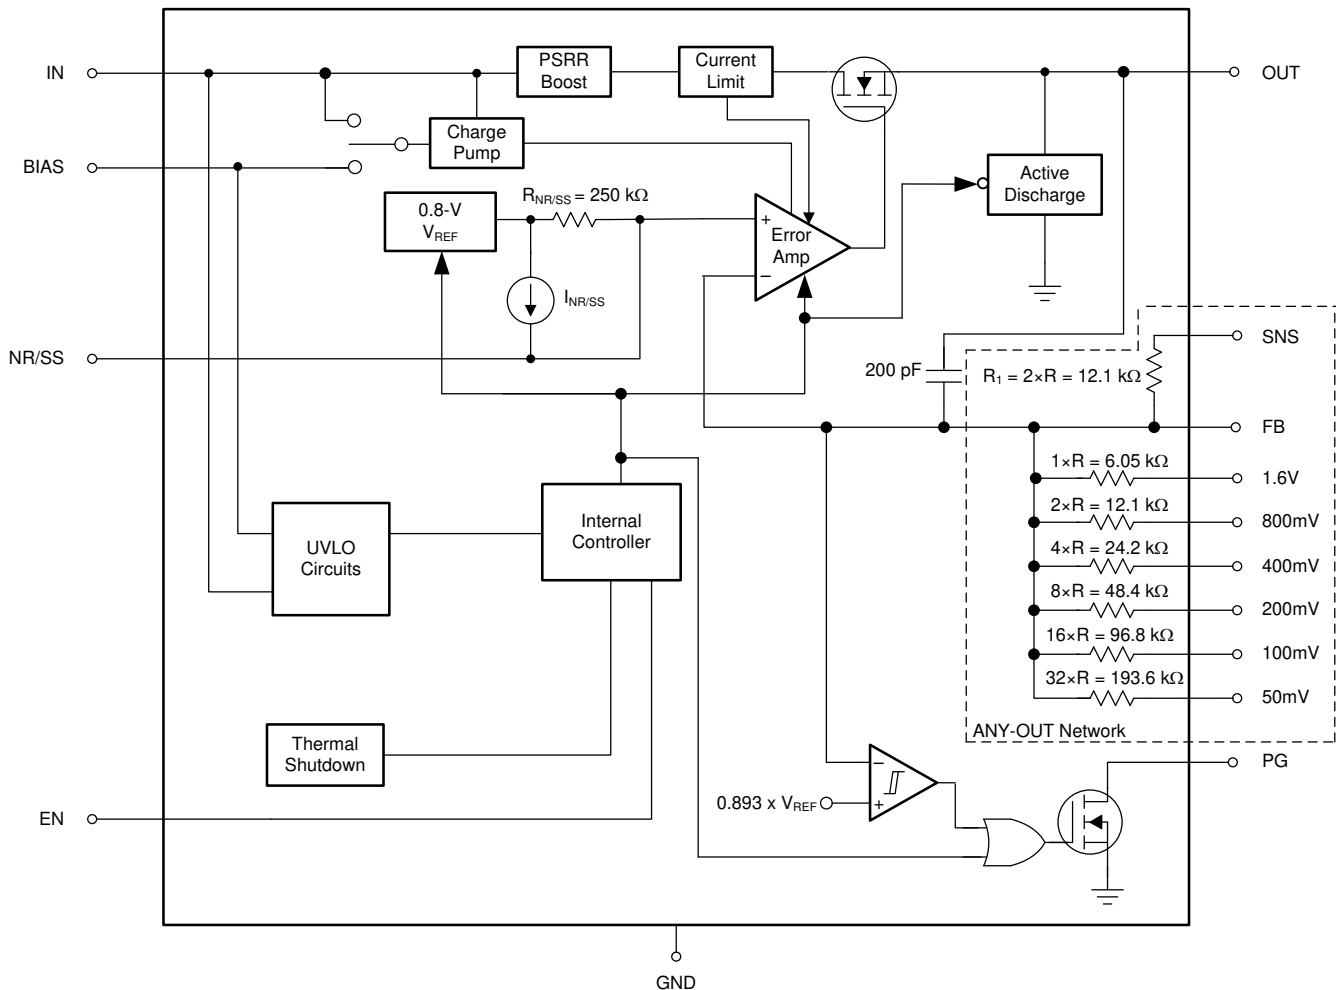 IN
PSRR
Boost
Current
Limit
OUT
Charge
Pump
BIAS
Active
Discharge
0.8-V
VREF
RNR/SS = 250 kΩ
+
Error
Amp
−
INR/SS
NR/SS
SNS
200 pF
R1 = 2×R = 12.1 kΩ
FB
1×R = 6.05 kΩ
1.6V
2×R = 12.1 kΩ
800mV
4×R = 24.2 kΩ
400mV
8×R = 48.4 kΩ
200mV
16×R = 96.8 kΩ
100mV
32×R = 193.6 kΩ
50mV
ANY-OUT Network
UVLO
Circuits
Internal
Controller
Thermal
Shutdown
PG
−
0.893 x VREF
+
EN
GND